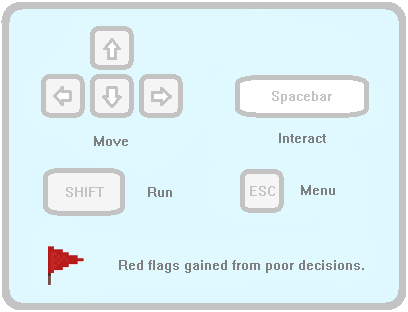 Spacebar
Move
Interact
SHIFT
Run
ESC
Menu
Red flags gained from poor decisions.